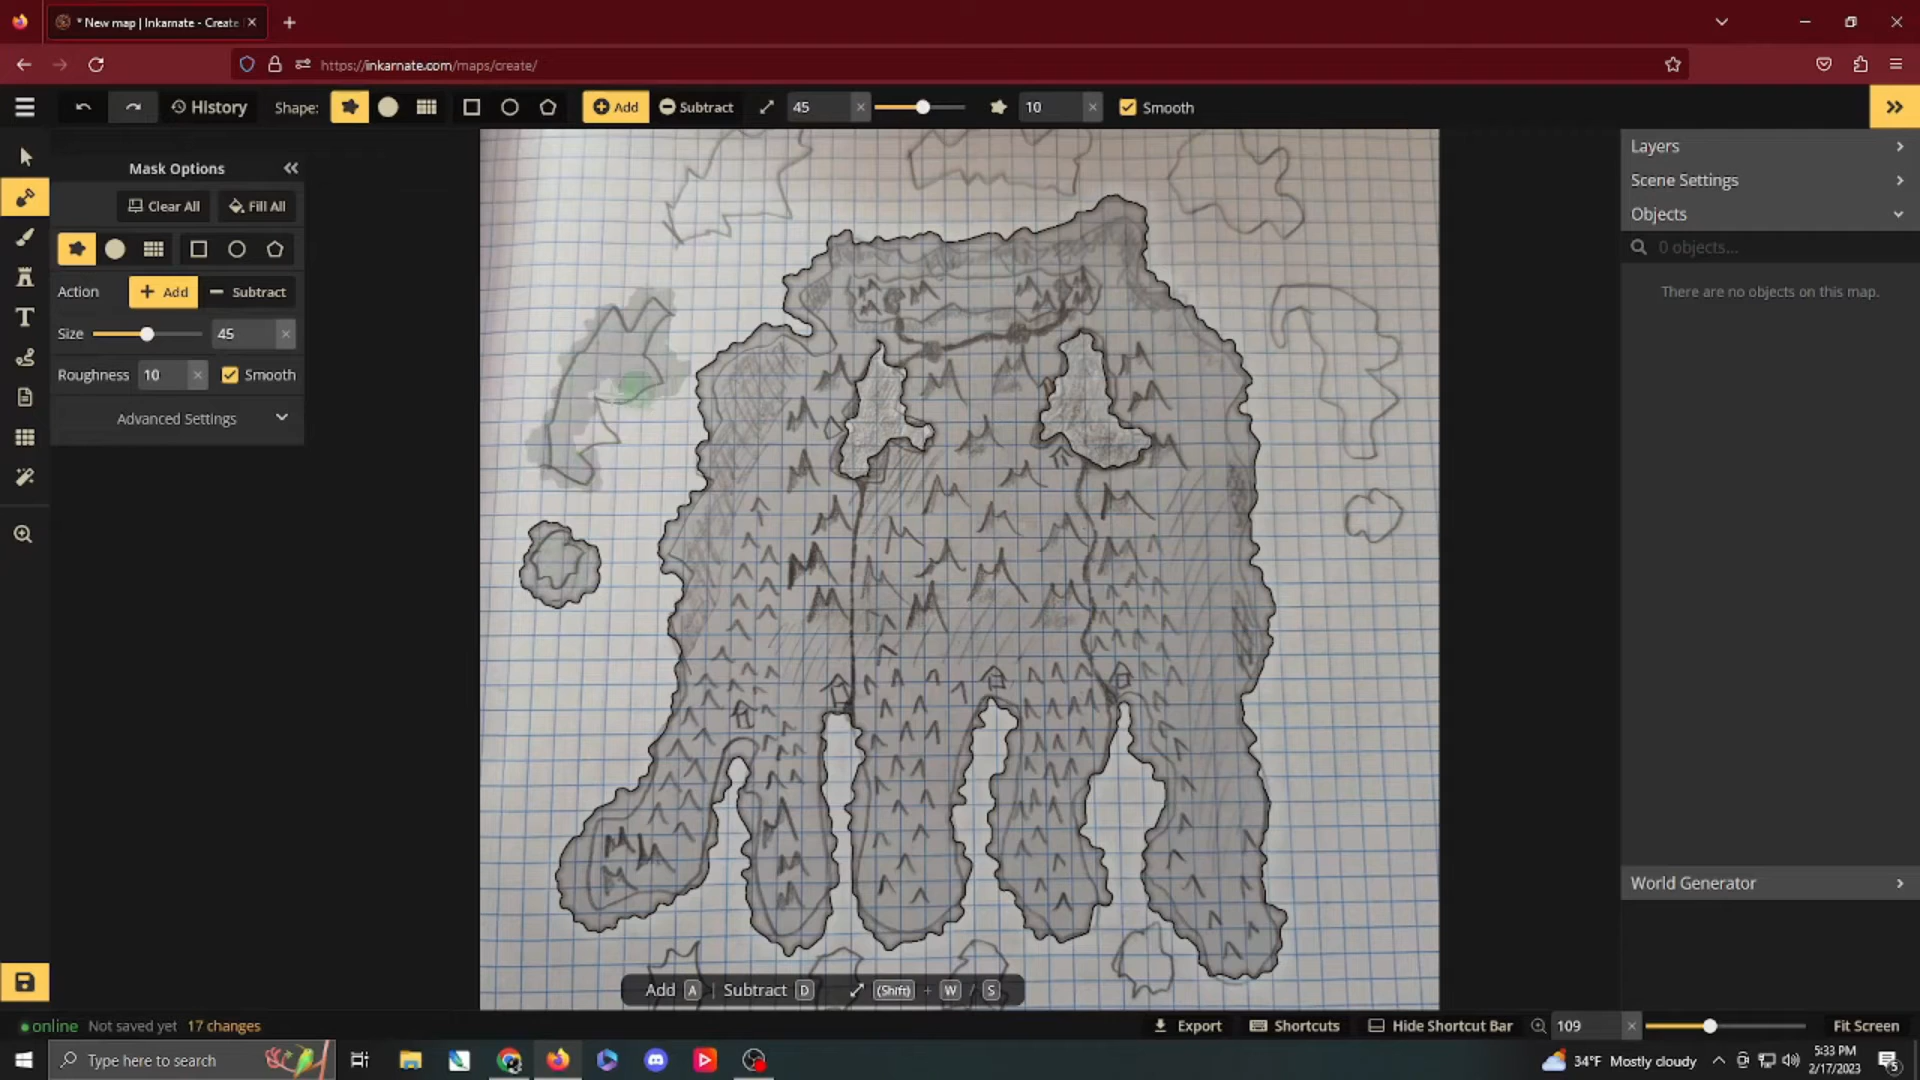 * New map | Inkarnate - Create
https://inkarnate.com/maps/create/
History
Shape:
Add
Subtract
45
10
Smooth
Mask Options
Clear All
Fill All
Action
Add
Subtract
Size
45
Roughness
10
Smooth
Advanced Settings
Layers
Scene Settings
Objects
0 objects...
There are no objects on this map.
World Generator
Add A | Subtract D (Shift) + W / S
online Not saved yet 17 changes
Export
Shortcuts
Hide Shortcut Bar
109
Fit Screen
Type here to search
34°F Mostly cloudy
5:33 PM
2/17/2023
5